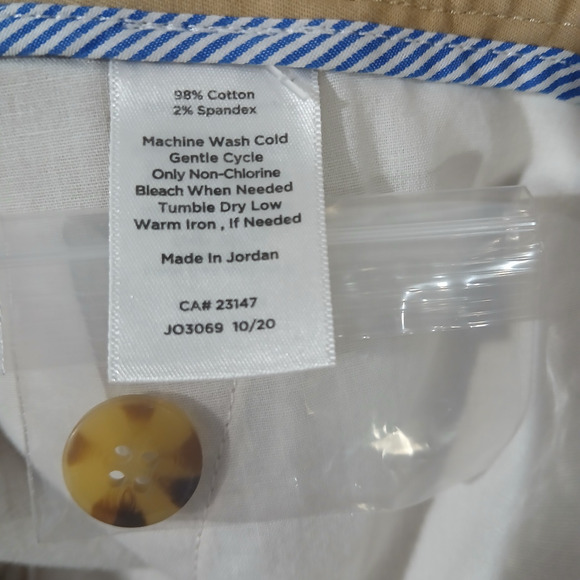 98% Cotton
2% Spandex
Machine Wash Cold
Gentle Cycle
Only Non-Chlorine
Bleach When Needed
Tumble Dry Low
Warm Iron , If Needed
Made In Jordan
CA# 23147
JO3069 10/20